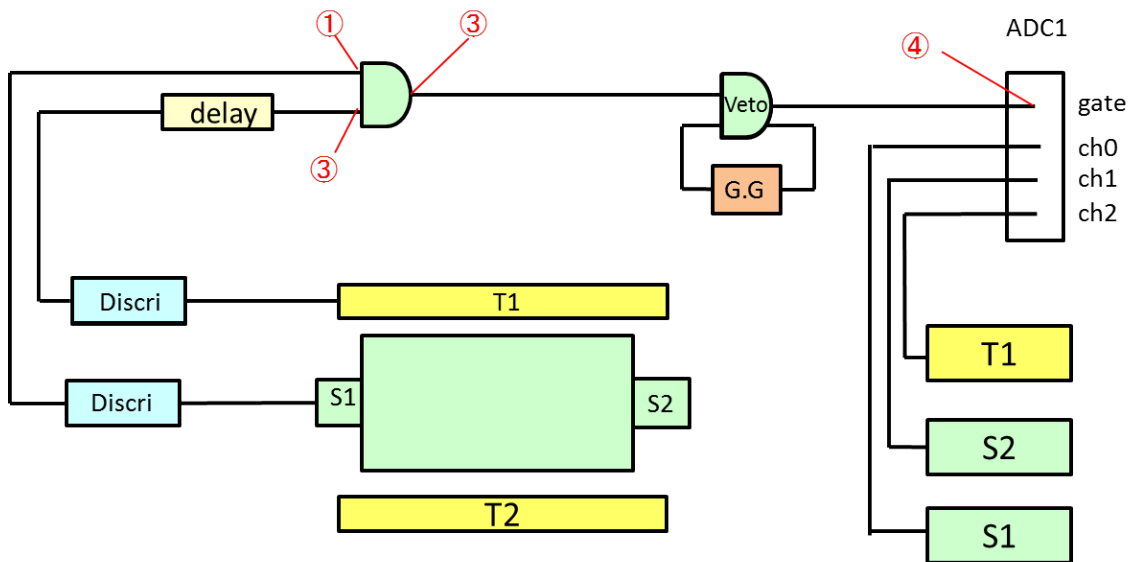 ① ③ ④ ADC1
delay Veto gate
③ G.G ch0
ch1
ch2
Discri T1
T1
Discri S1 S2
S2
T2
S1